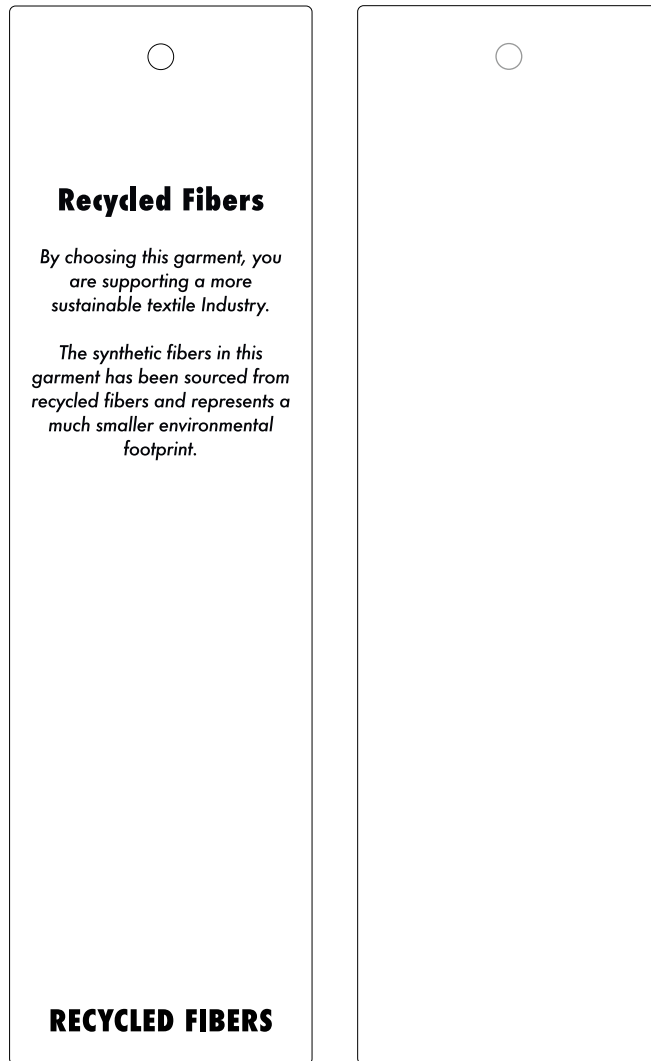 Recycled Fibers
By choosing this garment, you
are supporting a more
sustainable textile Industry.
The synthetic fibers in this
garment has been sourced from
recycled fibers and represents a
much smaller environmental
footprint.
RECYCLED FIBERS